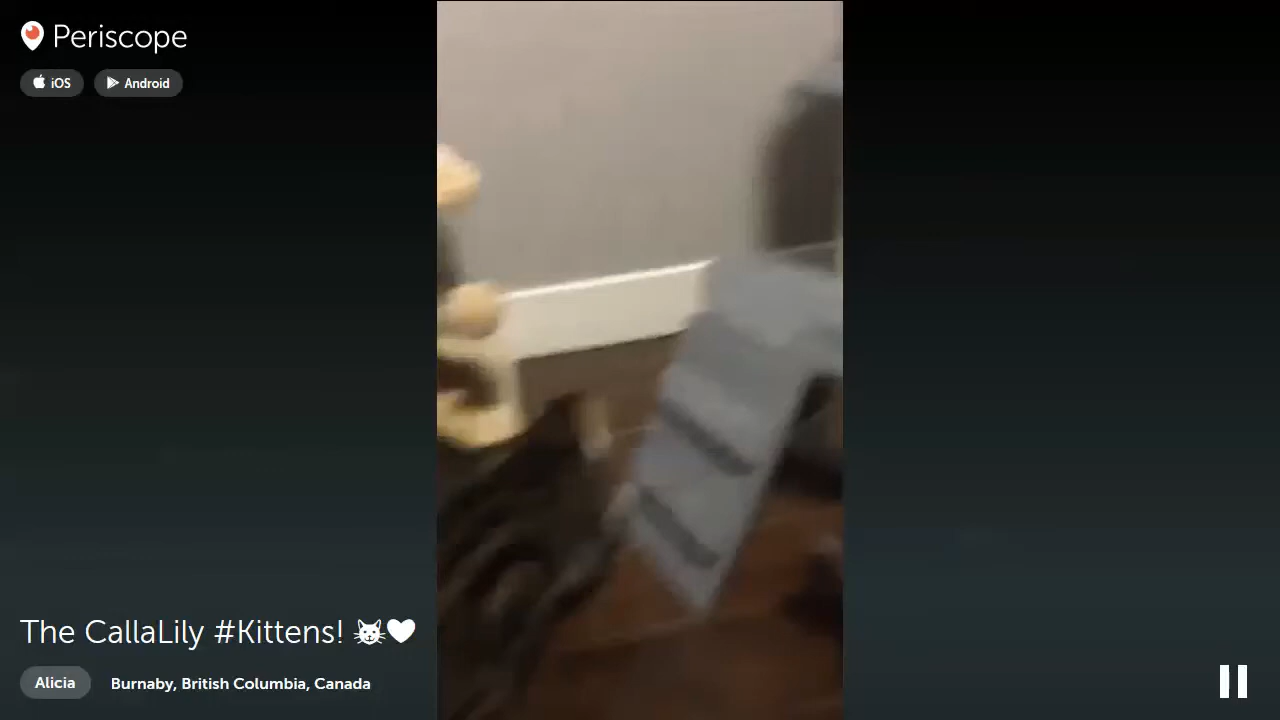 Periscope
iOS
Android
The CallaLily #Kittens! 🐱❤
Alicia
Burnaby, British Columbia, Canada